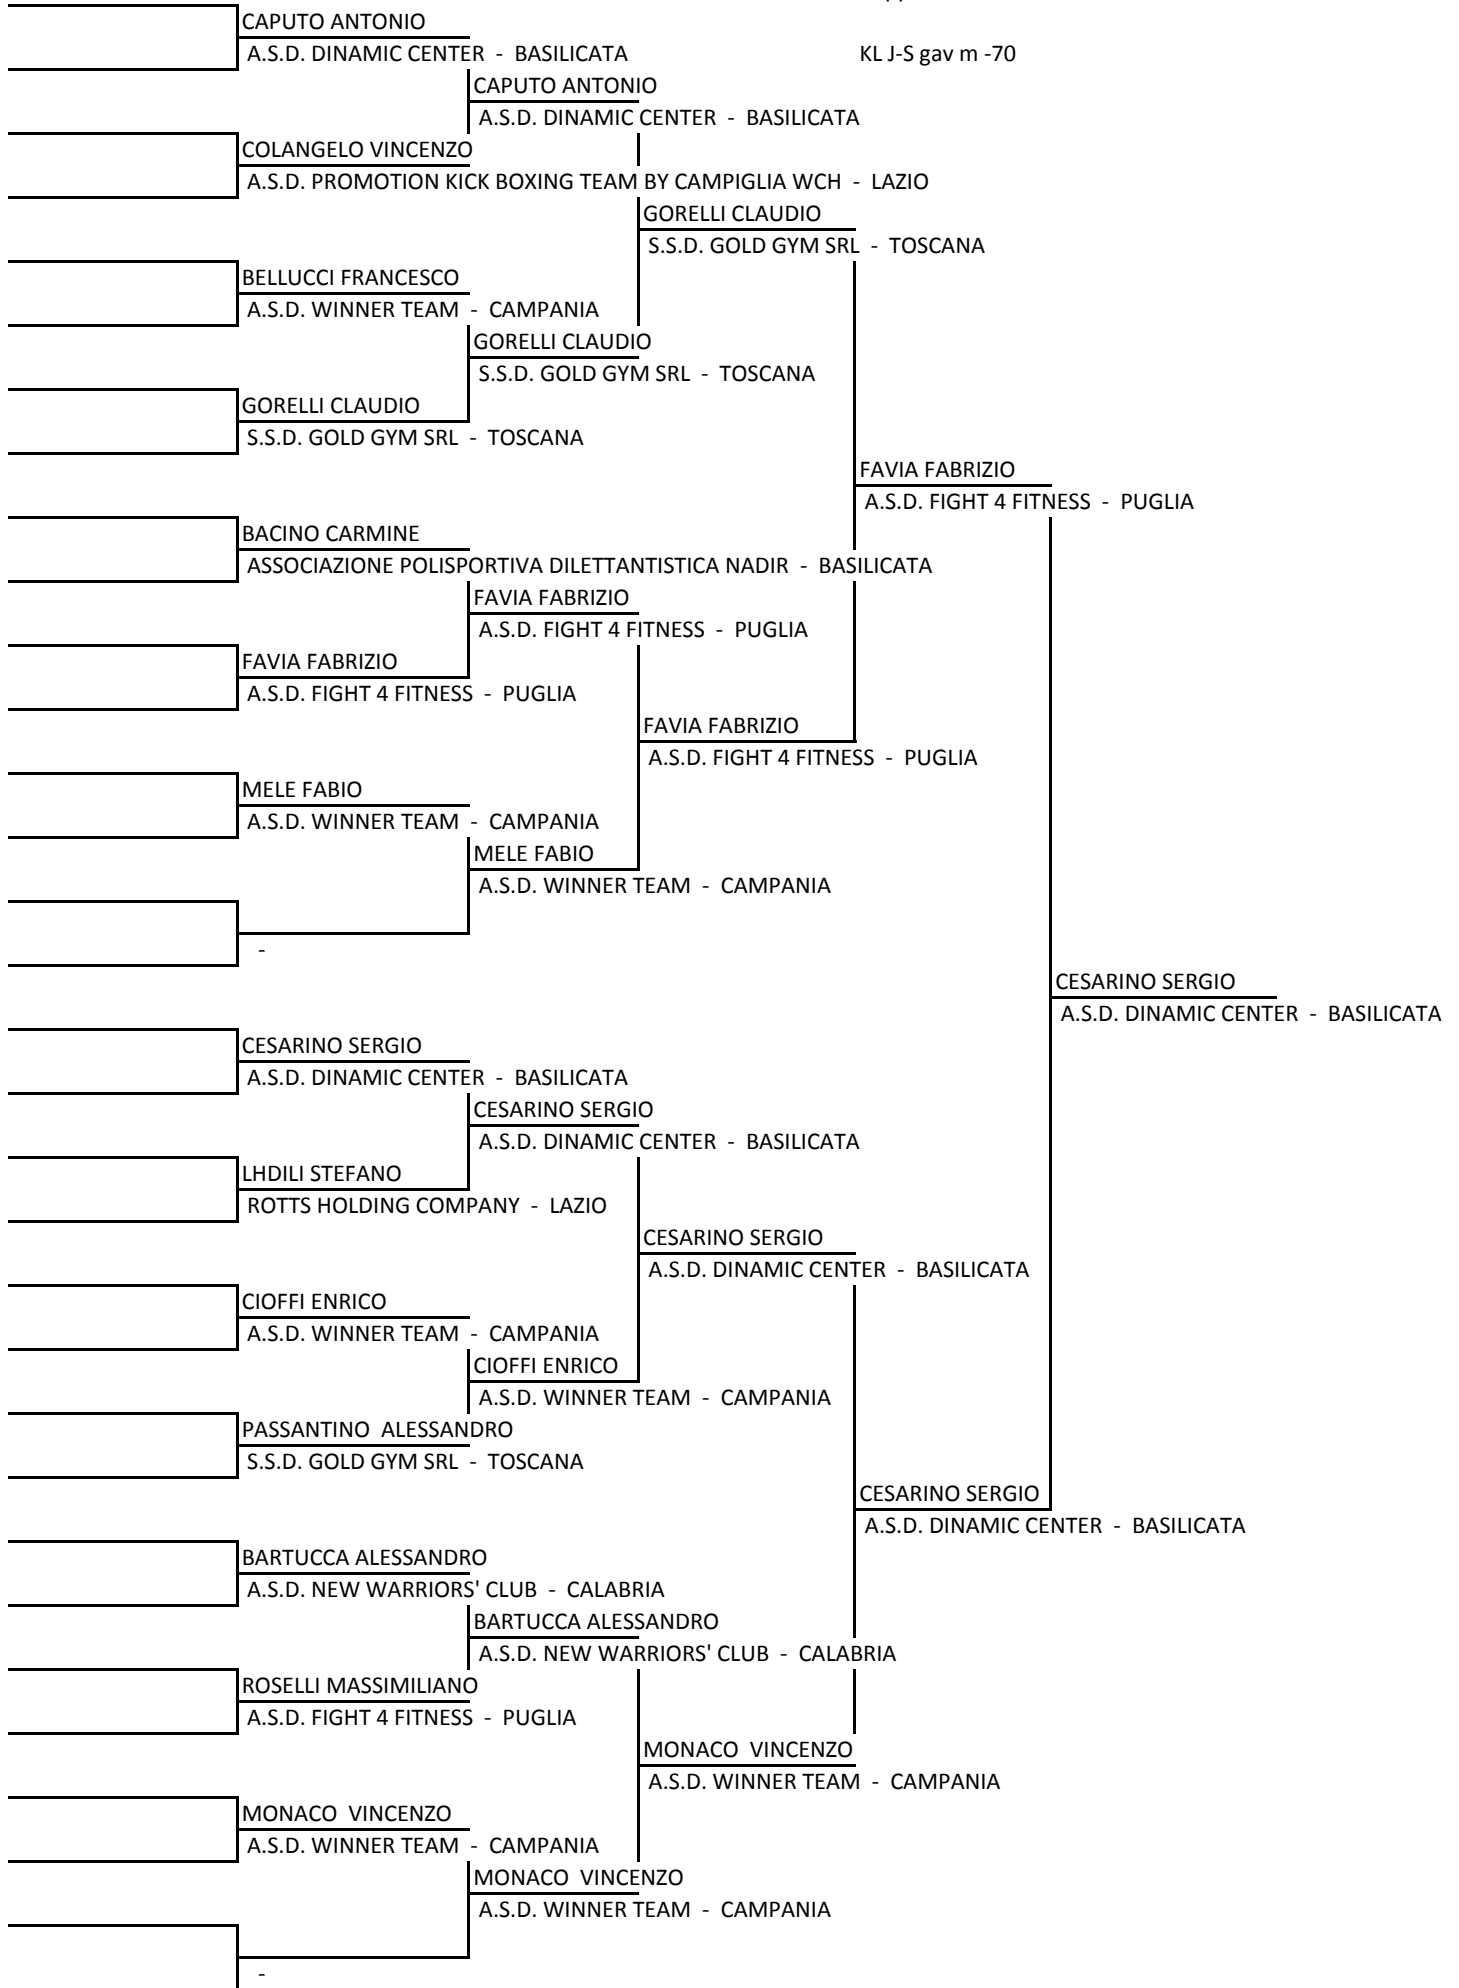 CAPUTO ANTONIO
A.S.D. DINAMIC CENTER - BASILICATA
KL J-S gav m -70
CAPUTO ANTONIO
A.S.D. DINAMIC CENTER - BASILICATA
COLANGELO VINCENZO
A.S.D. PROMOTION KICK BOXING TEAM BY CAMPIGLIA WCH - LAZIO
GORELLI CLAUDIO
S.S.D. GOLD GYM SRL - TOSCANA
BELLUCCI FRANCESCO
A.S.D. WINNER TEAM - CAMPANIA
GORELLI CLAUDIO
S.S.D. GOLD GYM SRL - TOSCANA
GORELLI CLAUDIO
S.S.D. GOLD GYM SRL - TOSCANA
FAVIA FABRIZIO
A.S.D. FIGHT 4 FITNESS - PUGLIA
BACINO CARMINE
ASSOCIAZIONE POLISPORTIVA DILETTANTISTICA NADIR - BASILICATA
FAVIA FABRIZIO
A.S.D. FIGHT 4 FITNESS - PUGLIA
FAVIA FABRIZIO
A.S.D. FIGHT 4 FITNESS - PUGLIA
FAVIA FABRIZIO
A.S.D. FIGHT 4 FITNESS - PUGLIA
MELE FABIO
A.S.D. WINNER TEAM - CAMPANIA
MELE FABIO
A.S.D. WINNER TEAM - CAMPANIA
-
CESARINO SERGIO
A.S.D. DINAMIC CENTER - BASILICATA
CESARINO SERGIO
A.S.D. DINAMIC CENTER - BASILICATA
CESARINO SERGIO
A.S.D. DINAMIC CENTER - BASILICATA
LHDILI STEFANO
ROTTS HOLDING COMPANY - LAZIO
CESARINO SERGIO
A.S.D. DINAMIC CENTER - BASILICATA
CIOFFI ENRICO
A.S.D. WINNER TEAM - CAMPANIA
CIOFFI ENRICO
A.S.D. WINNER TEAM - CAMPANIA
PASSANTINO ALESSANDRO
S.S.D. GOLD GYM SRL - TOSCANA
CESARINO SERGIO
A.S.D. DINAMIC CENTER - BASILICATA
BARTUCCA ALESSANDRO
A.S.D. NEW WARRIORS' CLUB - CALABRIA
BARTUCCA ALESSANDRO
A.S.D. NEW WARRIORS' CLUB - CALABRIA
ROSELLI MASSIMILIANO
A.S.D. FIGHT 4 FITNESS - PUGLIA
MONACO VINCENZO
A.S.D. WINNER TEAM - CAMPANIA
MONACO VINCENZO
A.S.D. WINNER TEAM - CAMPANIA
MONACO VINCENZO
A.S.D. WINNER TEAM - CAMPANIA
-